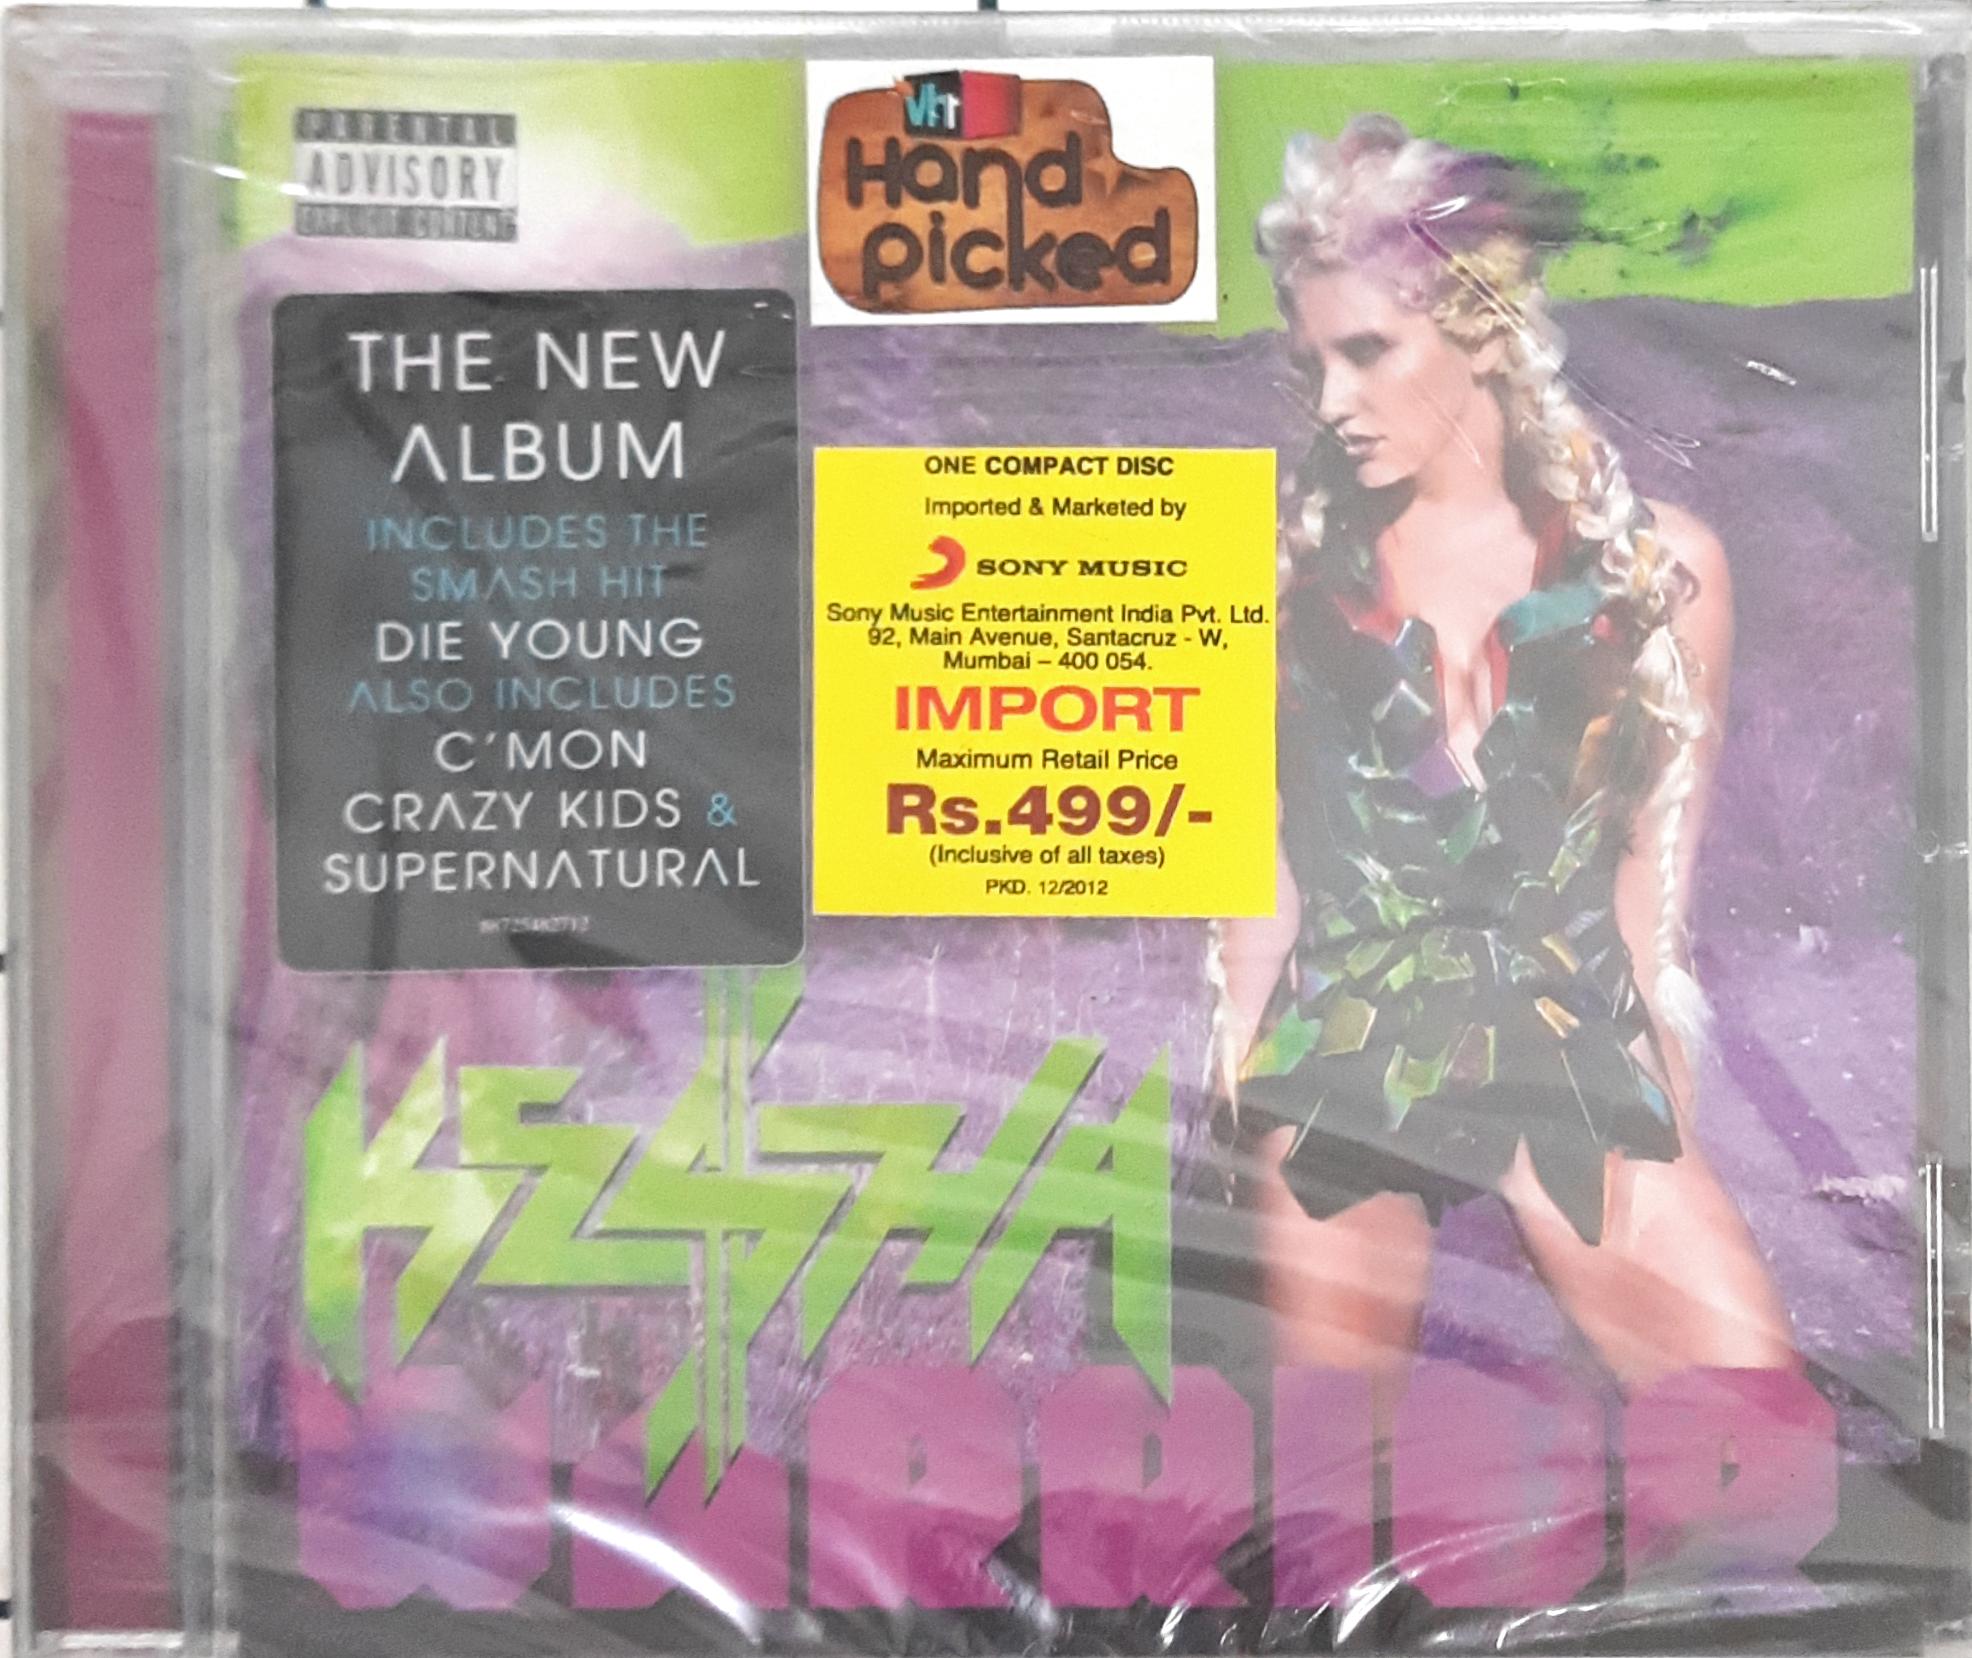 PARENTAL
ADVISORY
EXPLICIT CONTENT
THE NEW
ALBUM
INCLUDES THE
SMASH HIT
DIE YOUNG
ALSO INCLUDES
C'MON
CRAZY KIDS &
SUPERNATURAL
Vh1
Hand
picked
ONE COMPACT DISC
Imported & Marketed by
SONY MUSIC
Sony Music Entertainment India Pvt. Ltd.
92, Main Avenue, Santacruz - W,
Mumbai – 400 054.
IMPORT
Maximum Retail Price
Rs.499/-
(Inclusive of all taxes)
PKD. 12/2012
KE$HA
WARRIOR